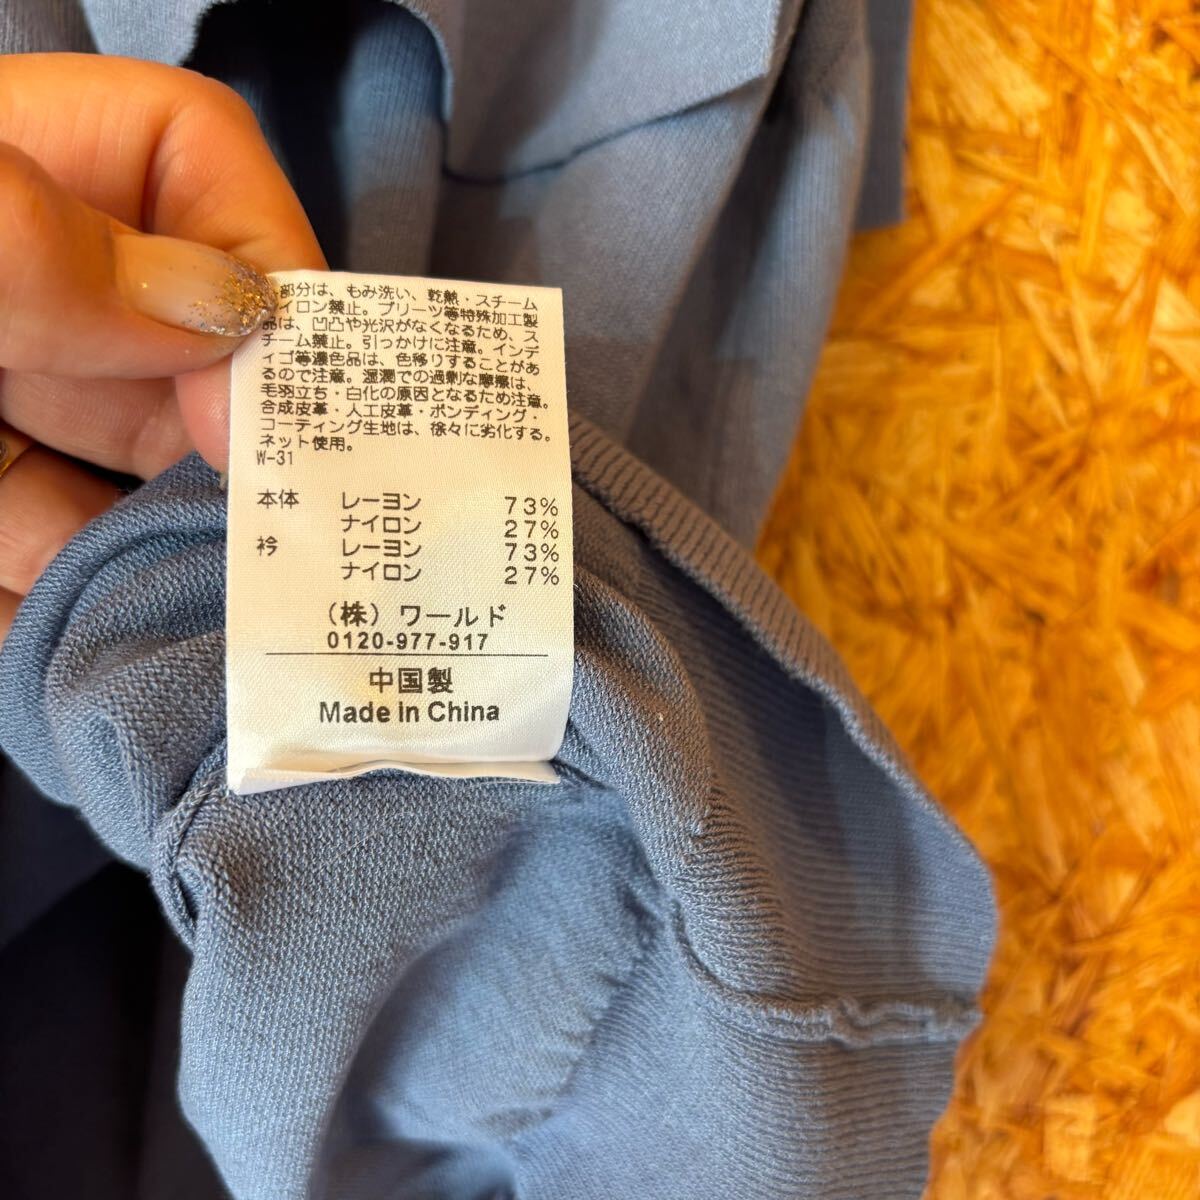 部分は、もみ洗い、乾熱・スチーム
イロン禁止。プリーツ等特殊加工製
品は、凹凸や光沢がなくなるため、ス
チーム禁止。引っかけに注意。インデ
ィゴ等濃色品は、色移りすることがあ
るので注意。湿潤での過剰な摩擦は、
毛羽立ち・白化の原因となるため注意。
合成皮革・人工皮革・ボンディング・
コーティング生地は、徐々に劣化する。
ネット使用。
W-31
本体 レーヨン 73%
ナイロン 27%
衿 レーヨン 73%
ナイロン 27%
（株）ワールド
0120-977-917
中国製
Made in China